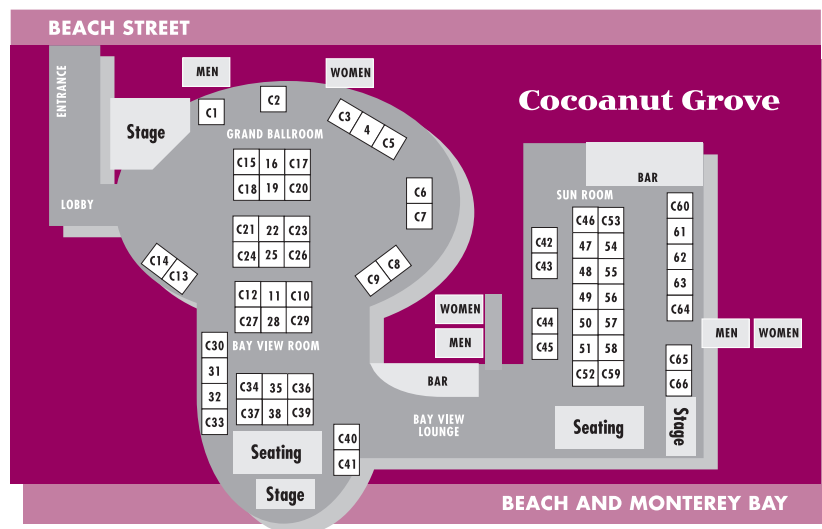 BEACH STREET
ENTRANCE
LOBBY
MEN
WOMEN
Cocoanut Grove
Stage
C1
C2
C3
4
C5
GRAND BALLROOM
C15 16 C17
C18 19 C20
C6
C7
C21 22 C23
C24 25 C26
C14
C13
C8
C9
C12 11 C10
C27 28 C29
BAY VIEW ROOM
C30
31
32
C33
C34 35 C36
C37 38 C39
Seating
Stage
C40
C41
WOMEN
MEN
BAR
BAY VIEW
LOUNGE
BAR
SUN ROOM
C42
C43
C44
C45
C46 C53
47 54
48 55
49 56
50 57
51 58
C52 C59
C60
61
62
63
C64
C65
C66
MEN
WOMEN
Seating
Stage
BEACH AND MONTEREY BAY